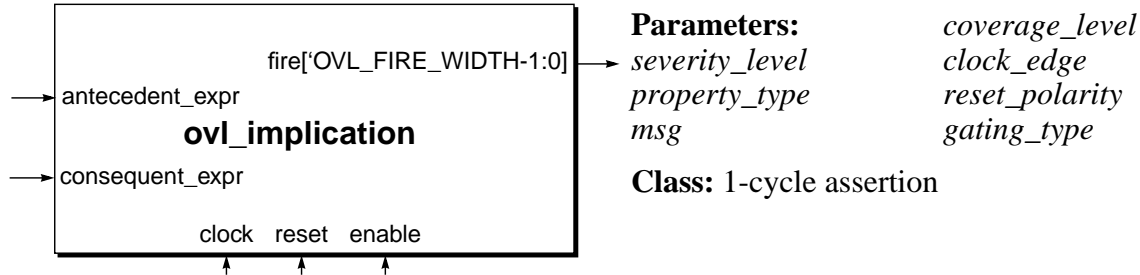 fire[‘OVL_FIRE_WIDTH-1:0]
antecedent_expr
ovl_implication
consequent_expr
clock reset enable
Parameters: coverage_level
severity_level clock_edge
property_type reset_polarity
msg gating_type
Class: 1-cycle assertion